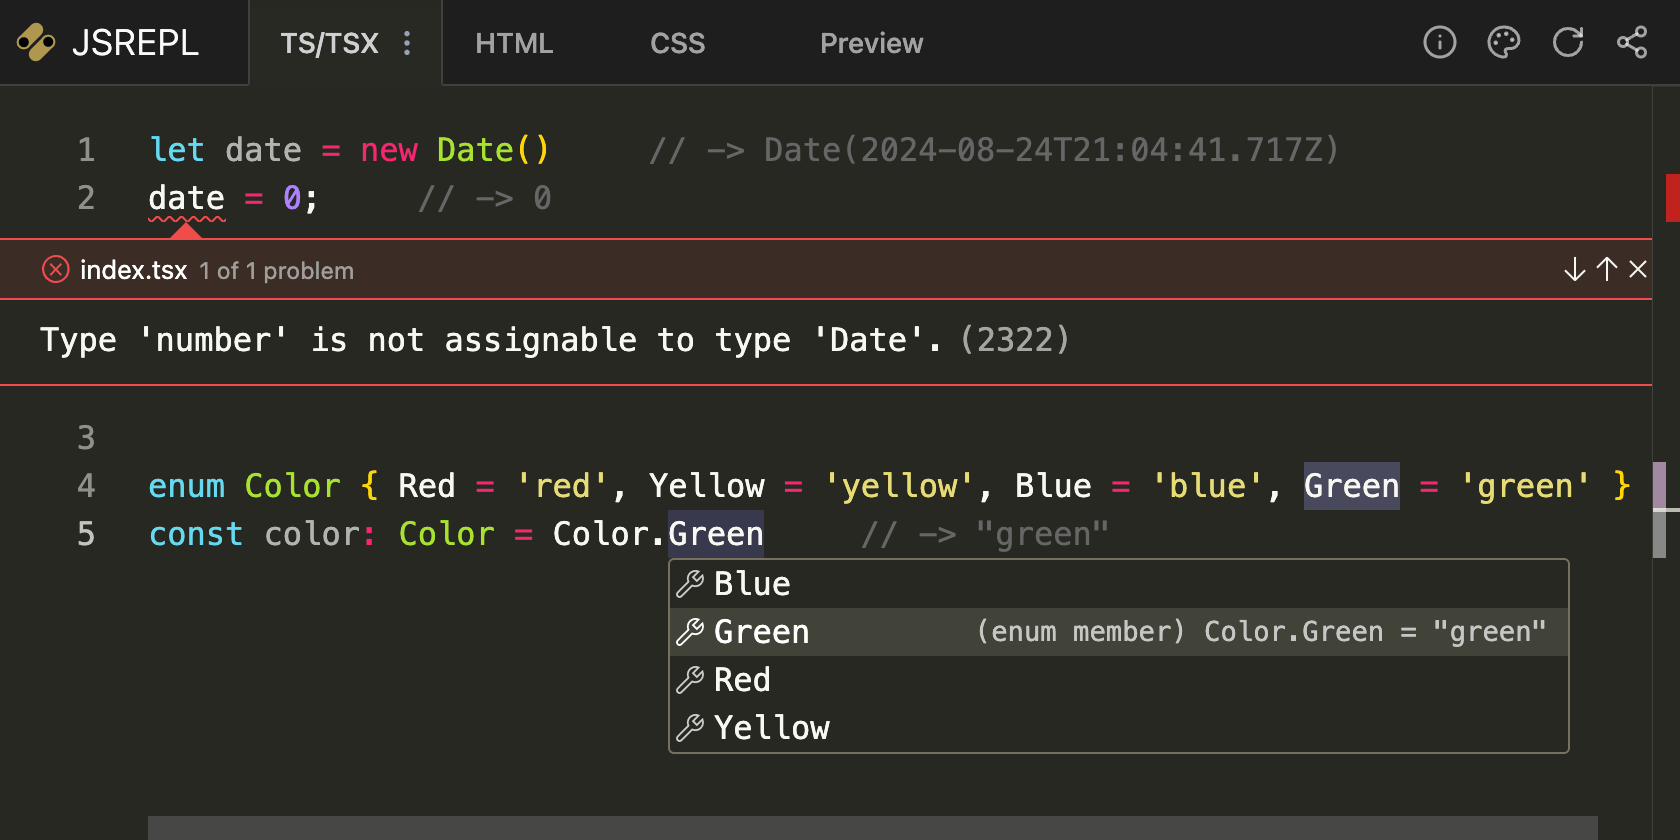 JSREPL TS/TSX HTML CSS Preview
1 let date = new Date() // -> Date(2024-08-24T21:04:41.717Z)
2 date = 0; // -> 0
index.tsx 1 of 1 problem
Type 'number' is not assignable to type 'Date'. (2322)
3
4 enum Color { Red = 'red', Yellow = 'yellow', Blue = 'blue', Green = 'green' }
5 const color: Color = Color.Green // -> "green"
Blue
Green (enum member) Color.Green = "green"
Red
Yellow